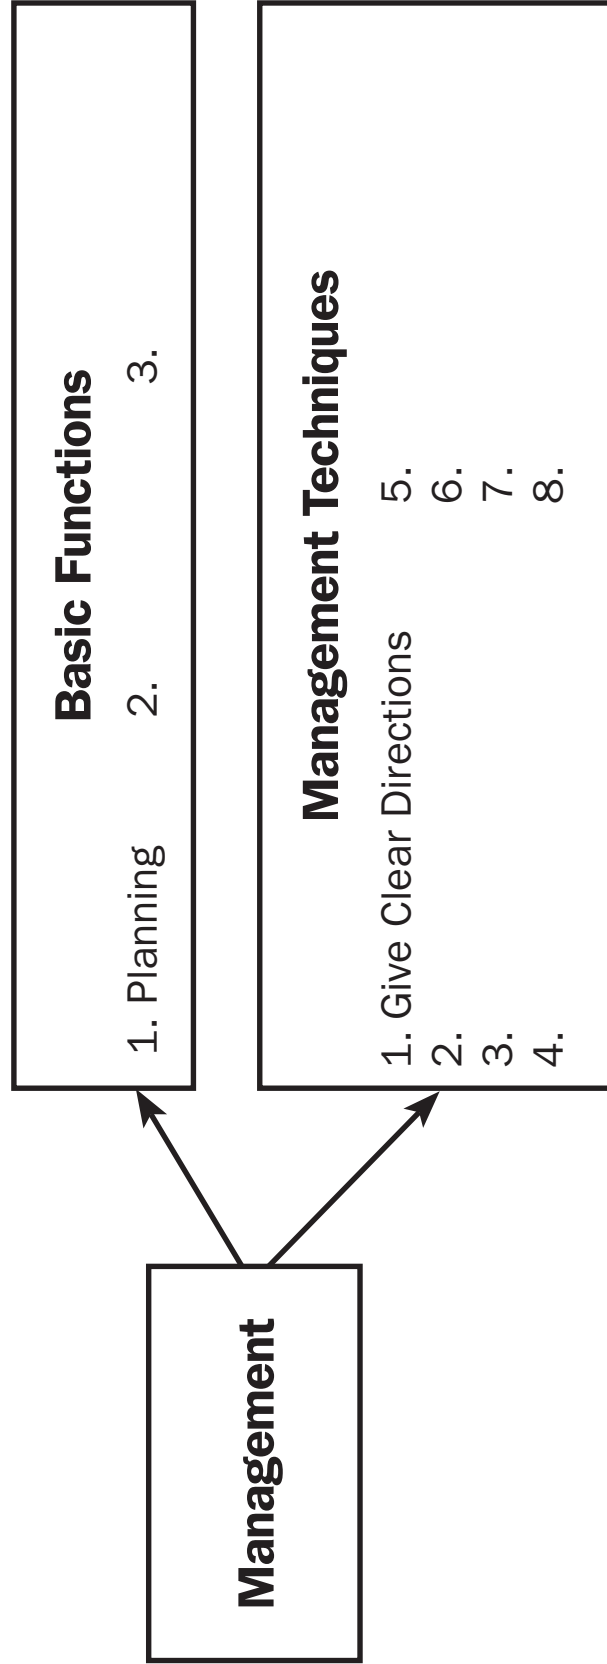 Management
Basic Functions
1. Planning 2. 3.
Management Techniques
1. Give Clear Directions 5.
2. 6.
3. 7.
4. 8.